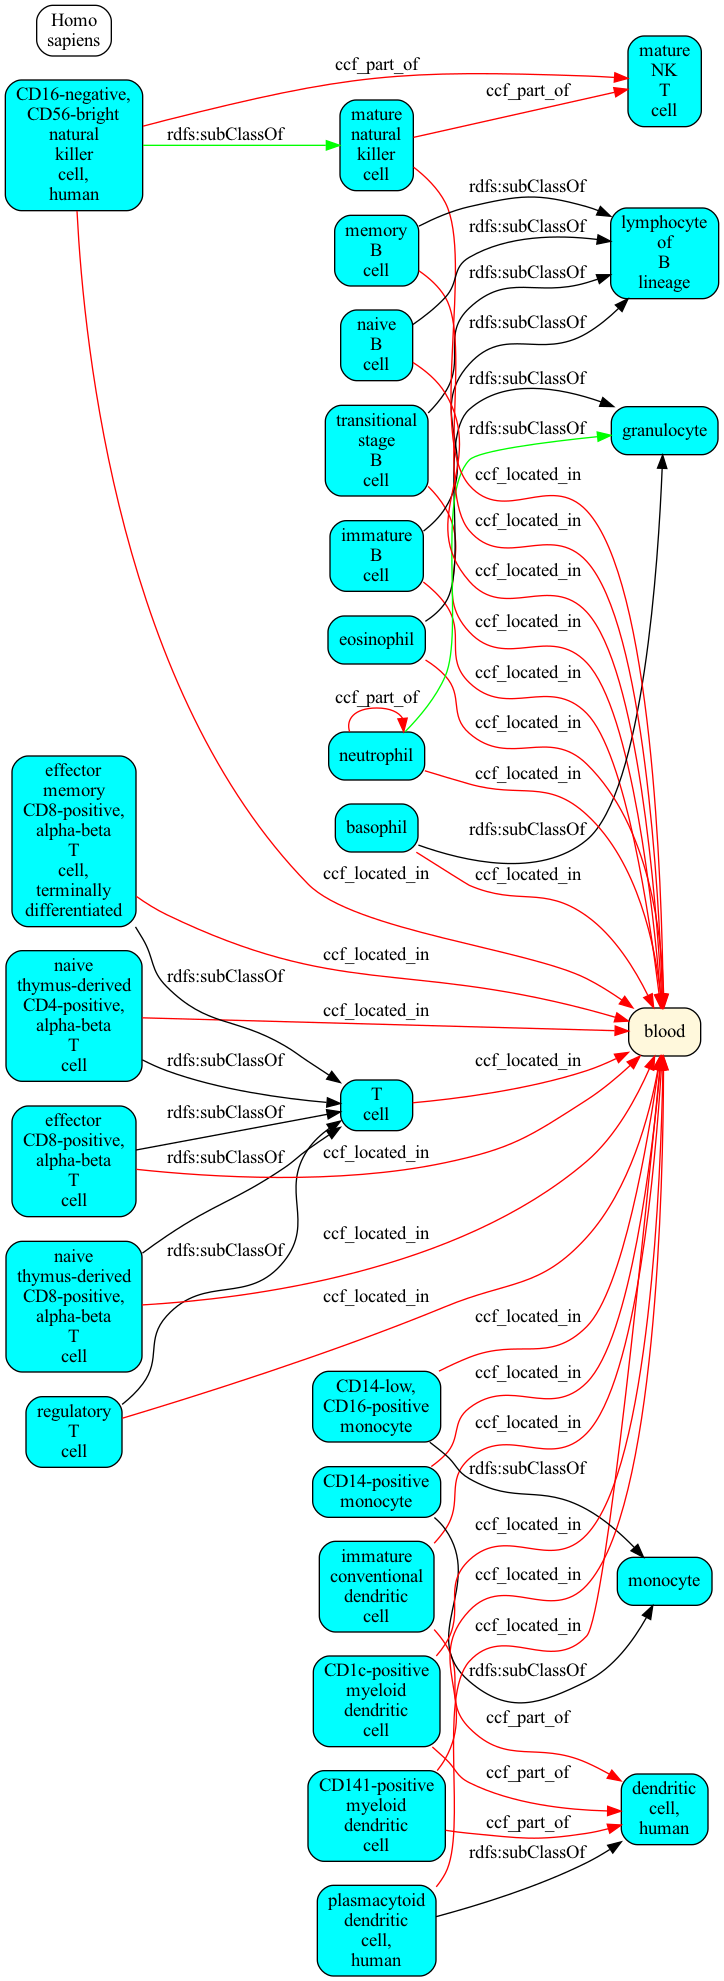 Homo
sapiens
CD16-negative,
CD56-bright
natural
killer
cell,
human
ccf_part_of
rdfs:subClassOf
mature
natural
killer
cell
ccf_part_of
mature
NK
T
cell
memory
B
cell
rdfs:subClassOf
rdfs:subClassOf
rdfs:subClassOf
rdfs:subClassOf
lymphocyte
of
B
lineage
naive
B
cell
transitional
stage
B
cell
rdfs:subClassOf
rdfs:subClassOf
granulocyte
immature
B
cell
ccf_located_in
ccf_located_in
ccf_located_in
ccf_located_in
ccf_located_in
ccf_located_in
ccf_located_in
eosinophil
ccf_part_of
neutrophil
basophil
rdfs:subClassOf
ccf_located_in
effector
memory
CD8-positive,
alpha-beta
T
cell,
terminally
differentiated
ccf_located_in
ccf_located_in
rdfs:subClassOf
naive
thymus-derived
CD4-positive,
alpha-beta
T
cell
ccf_located_in
rdfs:subClassOf
blood
effector
CD8-positive,
alpha-beta
T
cell
rdfs:subClassOf
rdfs:subClassOf
ccf_located_in
T
cell
ccf_located_in
naive
thymus-derived
CD8-positive,
alpha-beta
T
cell
rdfs:subClassOf
ccf_located_in
ccf_located_in
regulatory
T
cell
CD14-low,
CD16-positive
monocyte
ccf_located_in
ccf_located_in
ccf_located_in
rdfs:subClassOf
CD14-positive
monocyte
ccf_located_in
ccf_located_in
ccf_located_in
monocyte
immature
conventional
dendritic
cell
rdfs:subClassOf
CD1c-positive
myeloid
dendritic
cell
ccf_part_of
ccf_part_of
ccf_part_of
rdfs:subClassOf
dendritic
cell,
human
CD141-positive
myeloid
dendritic
cell
plasmacytoid
dendritic
cell,
human